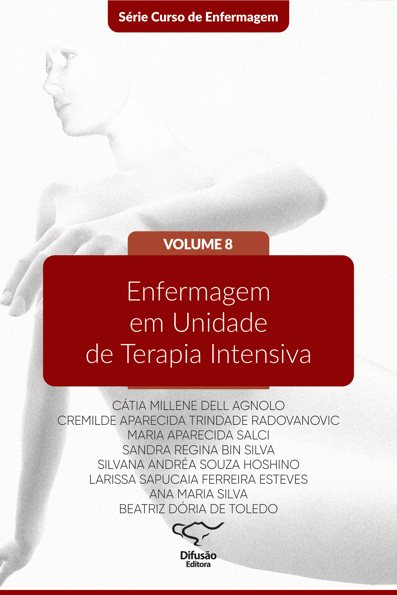 Série Curso de Enfermagem
VOLUME 8
Enfermagem
em Unidade
de Terapia Intensiva
CÁTIA MILLENE DELL AGNOLO
CREMILDE APARECIDA TRINDADE RADOVANOVIC
MARIA APARECIDA SALCI
SANDRA REGINA BIN SILVA
SILVANA ANDRÉA SOUZA HOSHINO
LARISSA SAPUCAIA FERREIRA ESTEVES
ANA MARIA SILVA
BEATRIZ DÓRIA DE TOLEDO
Difusão
Editora